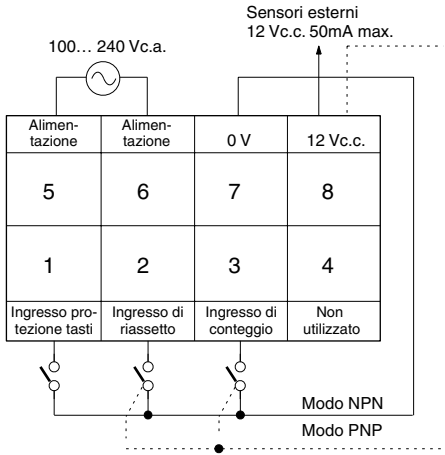 Sensori esterni
12 Vc.c. 50mA max.
100... 240 Vc.a.
Alimen-
tazione
Alimen-
tazione
0 V
12 Vc.c.
5
6
7
8
1
2
3
4
Ingresso pro-
tezione tasti
Ingresso di
riassetto
Ingresso di
conteggio
Non
utilizzato
Modo NPN
Modo PNP